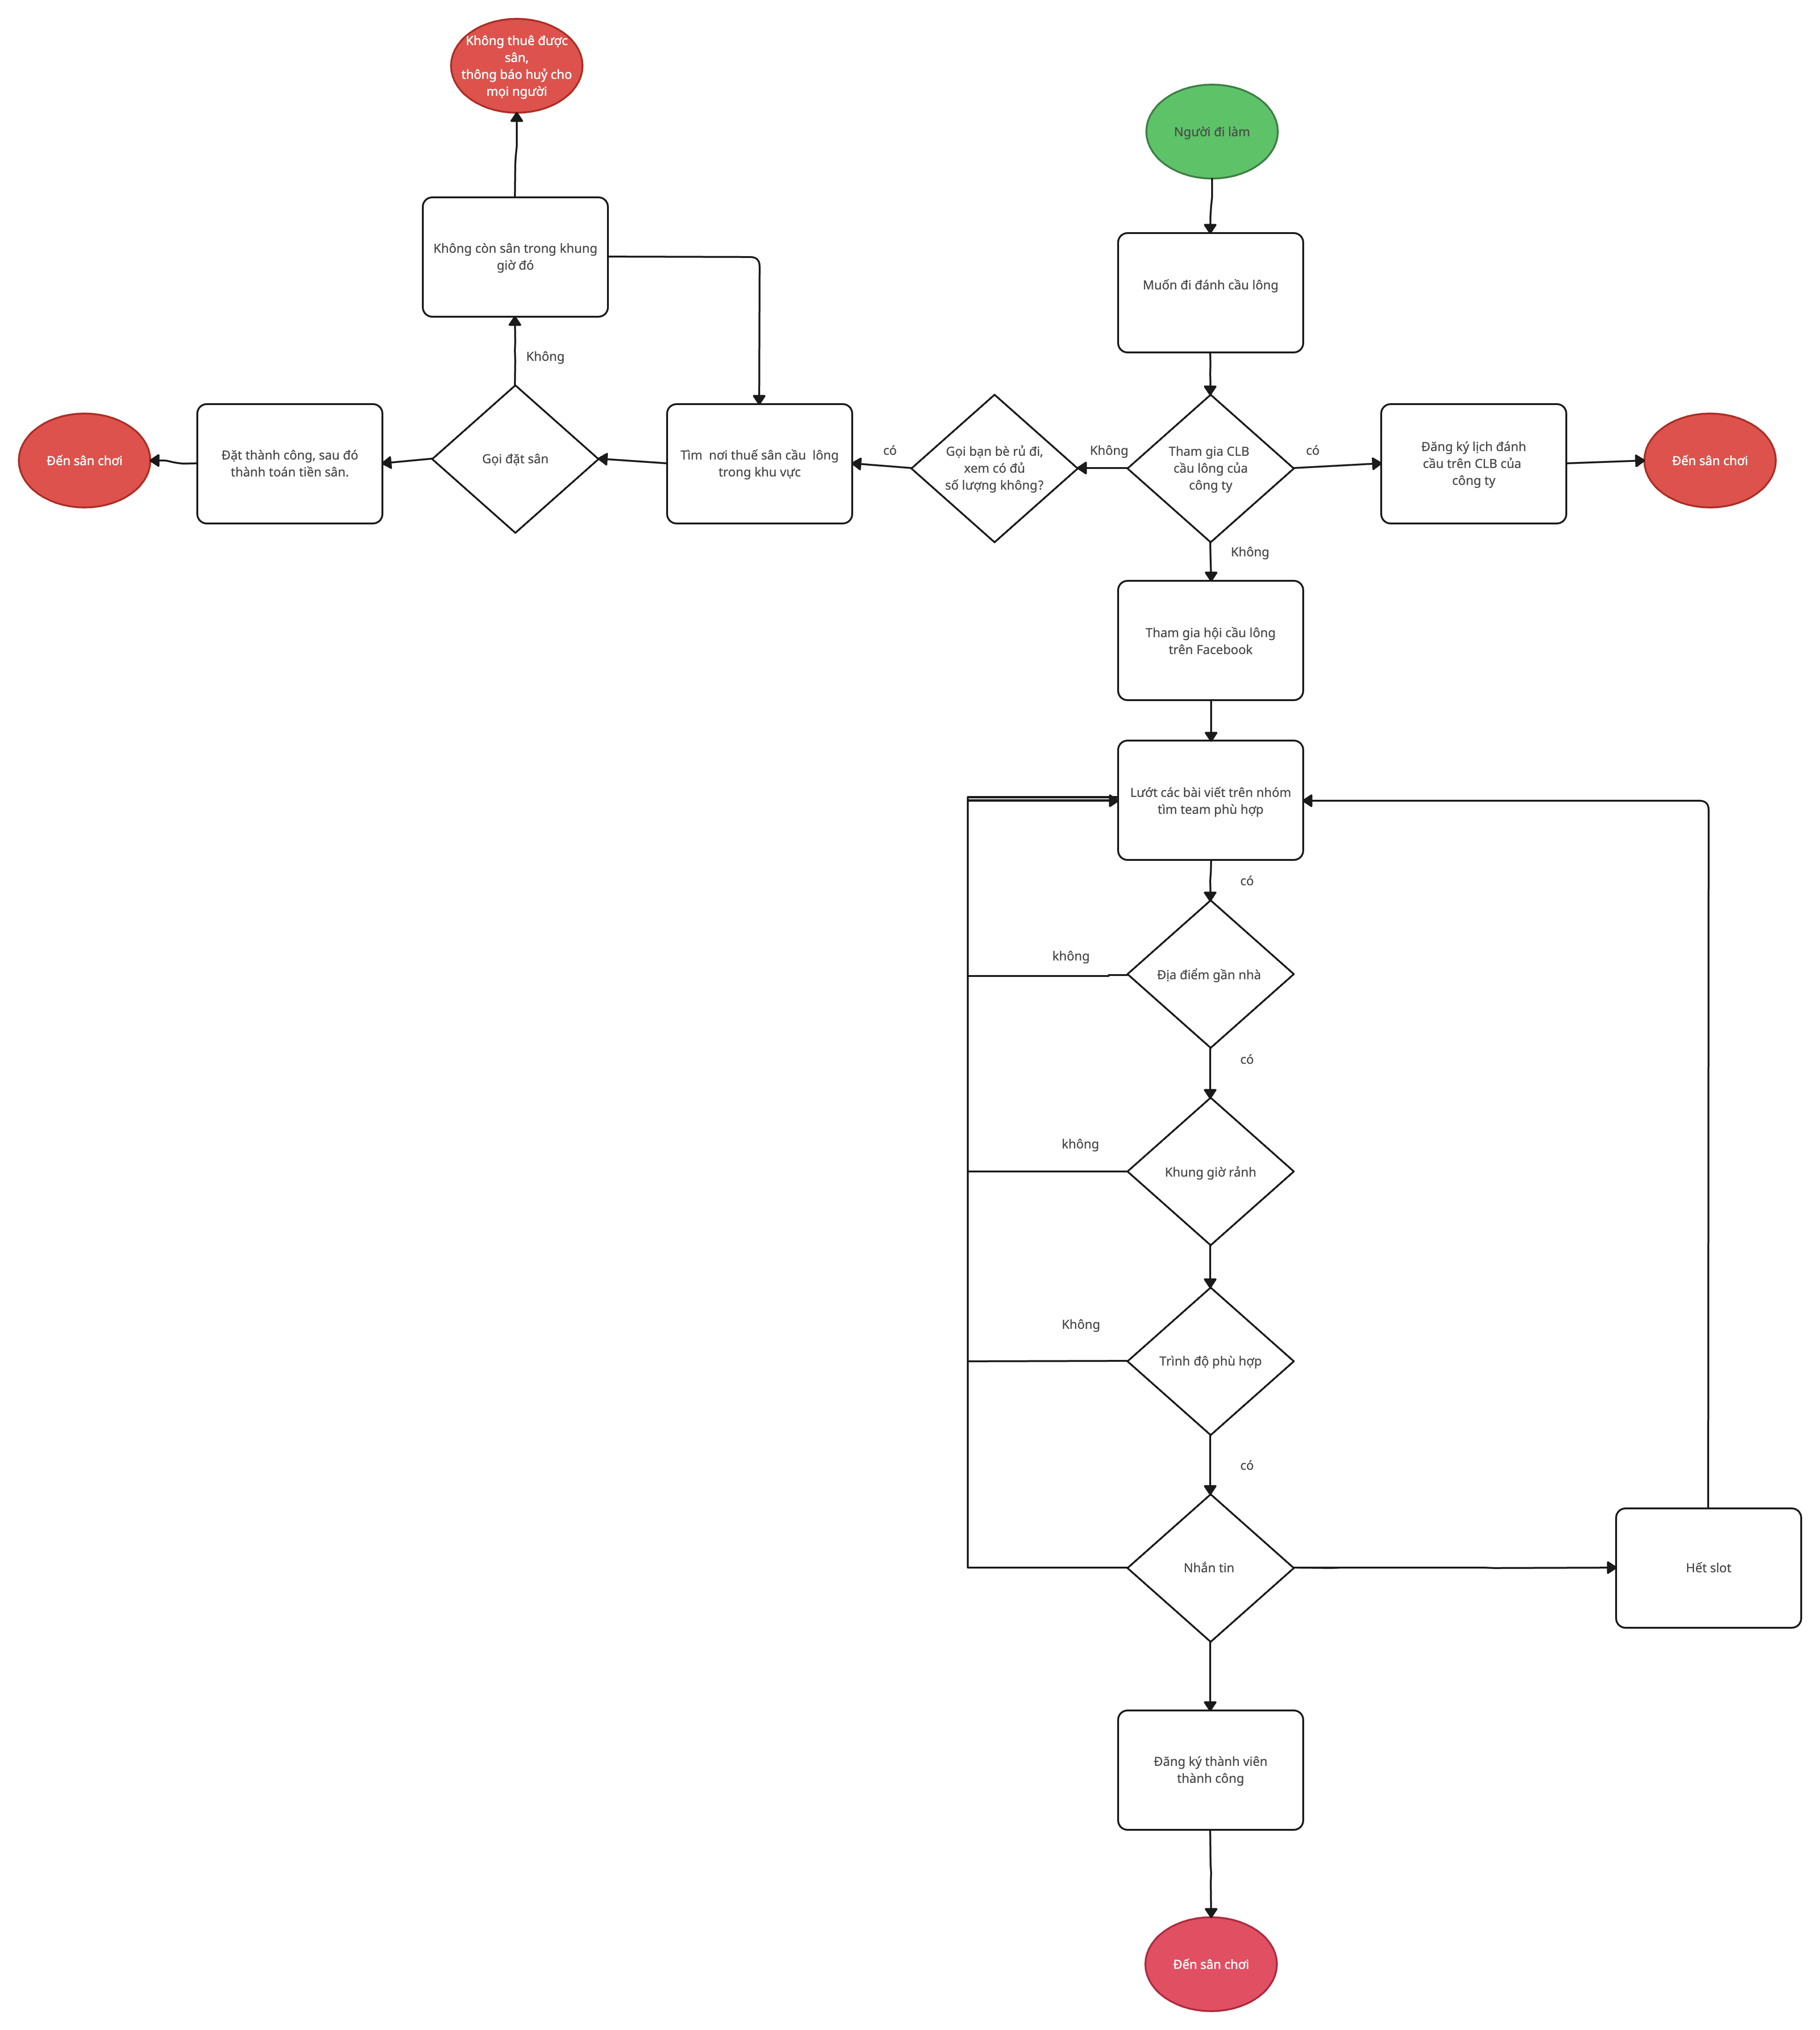 Không thuê được
sân,
thông báo huỷ cho
mọi người
Người đi làm
Không còn sân trong khung
giờ đó
Muốn đi đánh cầu lông
Không
Đến sân chơi
Đặt thành công, sau đó
thành toán tiền sân.
Gọi đặt sân
Tìm  nơi thuế sân cầu  lông
trong khu vực
có
Gọi bạn bè rủ đi,
xem có đủ
số lượng không?
Không
Tham gia CLB
cầu lông của
công ty
có
Đăng ký lịch đánh
cầu trên CLB của
công ty
Đến sân chơi
Không
Tham gia hội cầu lông
trên Facebook
Lướt các bài viết trên nhóm
tìm team phù hợp
có
không
Địa điểm gần nhà
có
không
Khung giờ rảnh
Không
Trình độ phù hợp
có
Nhắn tin
Hết slot
Đăng ký thành viên
thành công
Đến sân chơi